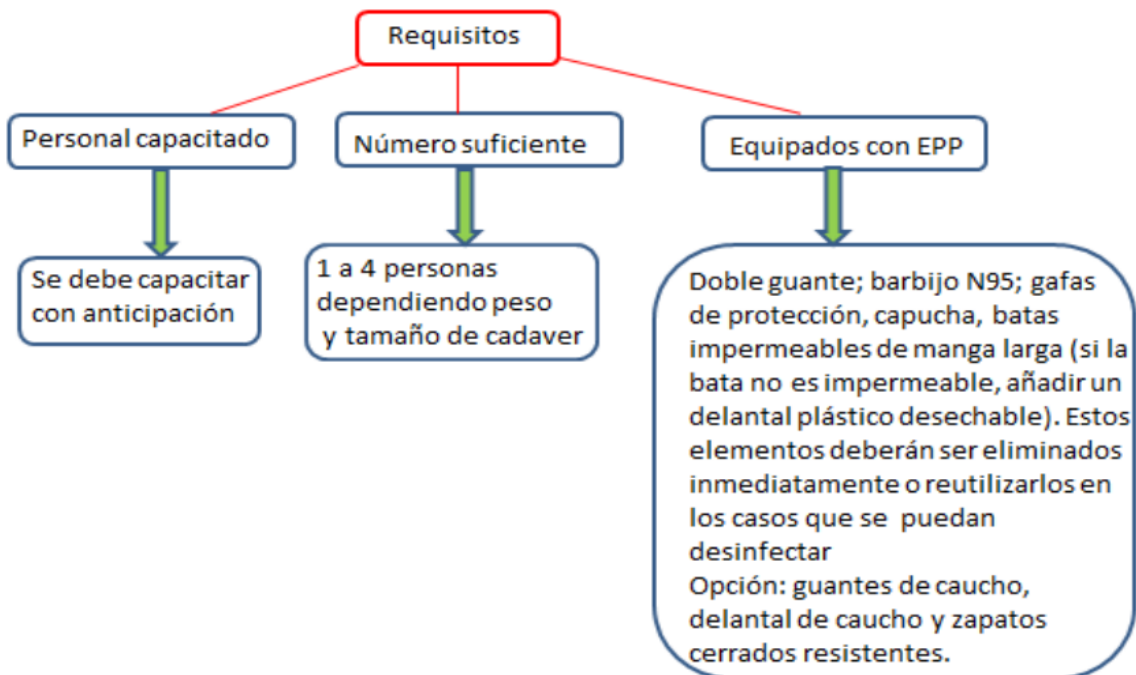 Requisitos
Personal capacitado
Número suficiente
Equipados con EPP
Se debe capacitar
con anticipación
1 a 4 personas
dependiendo peso
y tamaño de cadaver
Doble guante; barbijo N95; gafas
de protección, capucha, batas
impermeables de manga larga (si la
bata no es impermeable, añadir un
delantal plástico desechable). Estos
elementos deberán ser eliminados
inmediatamente o reutilizarlos en
los casos que se puedan
desinfectar
Opción: guantes de caucho,
delantal de caucho y zapatos
cerrados resistentes.